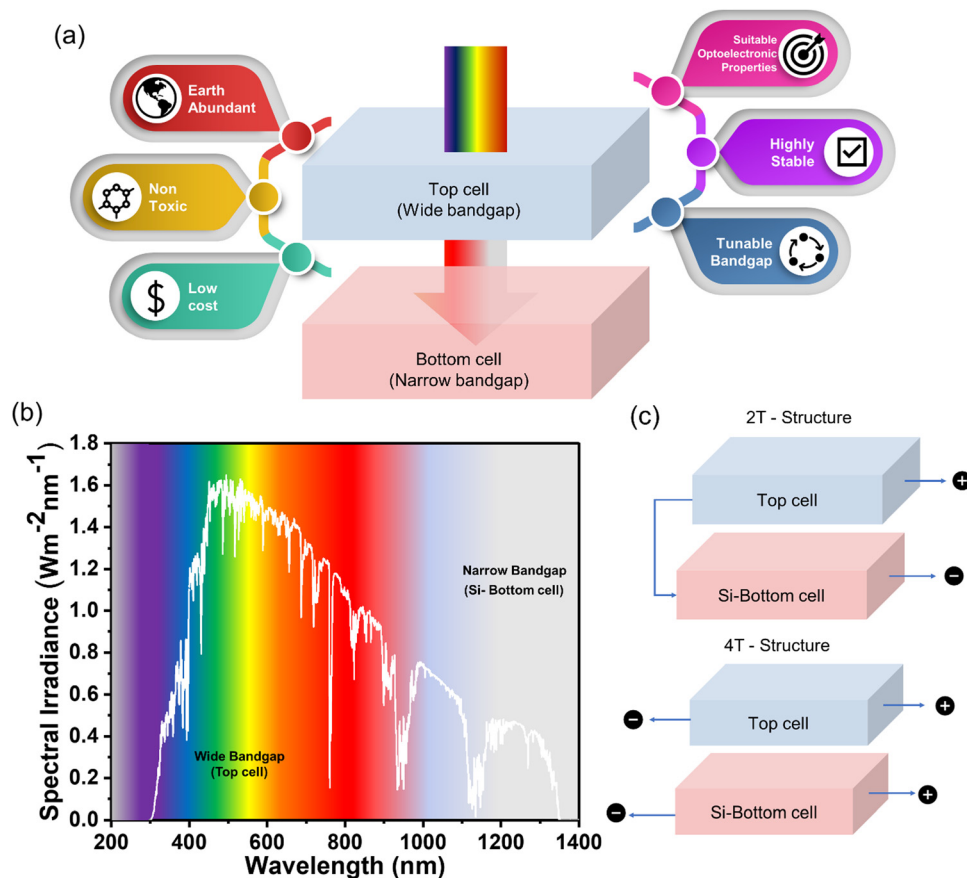 (a)
Earth
Abundant
Non
Toxic
Low
cost
$
Top cell
(Wide bandgap)
Bottom cell
(Narrow bandgap)
Suitable
Optoelectronic
Properties
Highly
Stable
Tunable
Bandgap
(b)
Spectral Irradiance (Wm⁻²nm⁻¹)
1.8
1.6
1.4
1.2
1.0
0.8
0.6
0.4
0.2
0.0
Narrow Bandgap
(Si- Bottom cell)
Wide Bandgap
(Top cell)
200 400 600 800 1000 1200 1400
Wavelength (nm)
(c)
2T - Structure
Top cell
+
Si-Bottom cell
−
4T - Structure
− Top cell +
− Si-Bottom cell +